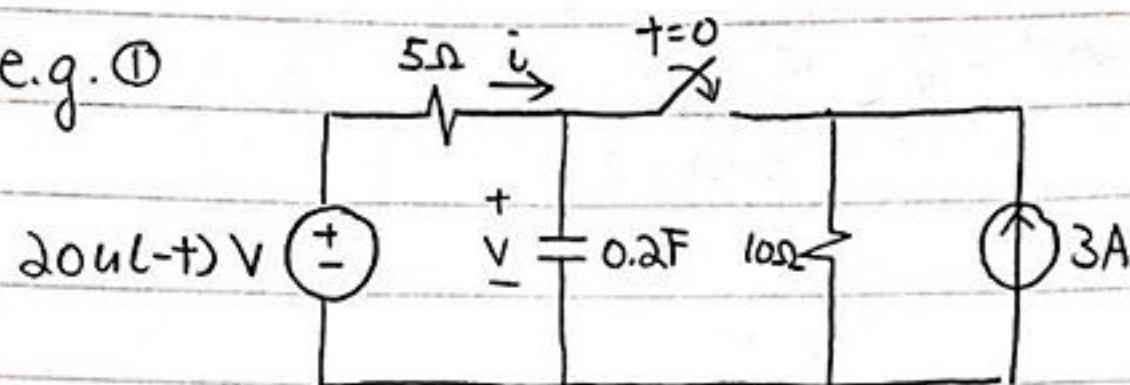 e.g. ①
5Ω i t=0
20u(-t) V + - + V - 0.2F 10Ω 3A